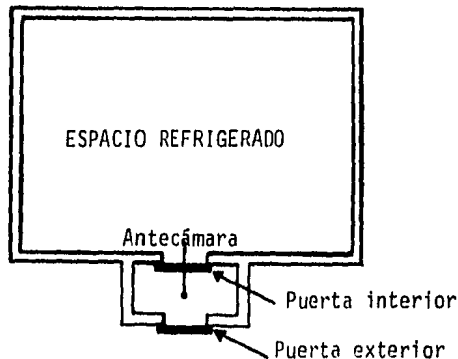 ESPACIO REFRIGERADO
Antecámara
Puerta interior
Puerta exterior